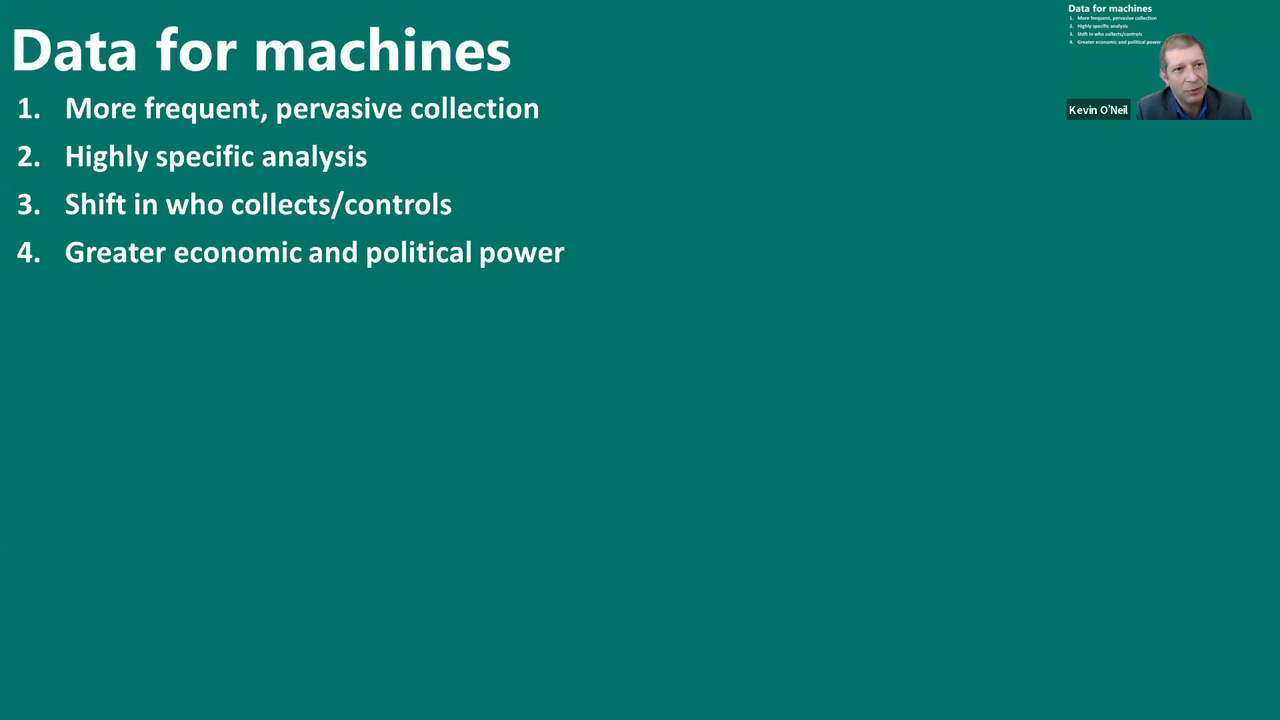 Data for machines
1. More frequent, pervasive collection
2. Highly specific analysis
3. Shift in who collects/controls
4. Greater economic and political power
Data for machines
1. More frequent, pervasive collection
2. Highly specific analysis
3. Shift in who collects/controls
4. Greater economic and political power
Kevin O'Neil